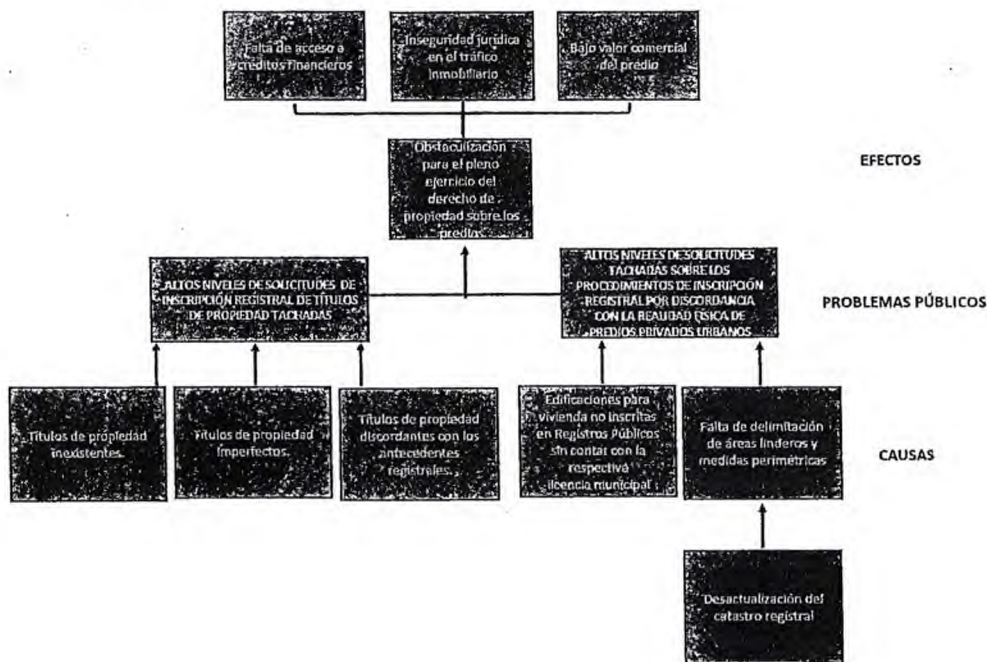 Falta de acceso a
créditos financieros
Inseguridad jurídica
en el tráfico
inmobiliario
Bajo valor comercial
del predio
Obstaculización
para el pleno
ejercicio del
derecho de
propiedad sobre los
predios.
EFECTOS
ALTOS NIVELES DE SOLICITUDES DE
INSCRIPCIÓN REGISTRAL DE TÍTULOS
DE PROPIEDAD TACHADAS
ALTOS NIVELES DE SOLICITUDES
TACHADAS SOBRE LOS
PROCEDIMIENTOS DE INSCRIPCIÓN
REGISTRAL POR DISCORDANCIA
CON LA REALIDAD FÍSICA DE
PREDIOS PRIVADOS URBANOS
PROBLEMAS PÚBLICOS
Títulos de propiedad
inexistentes.
Títulos de propiedad
imperfectos.
Títulos de propiedad
discordantes con los
antecedentes
registrales.
Edificaciones para
vivienda no inscritas
en Registros Públicos
sin contar con la
respectiva
licencia municipal
Falta de delimitación
de áreas linderos y
medidas perimétricas
CAUSAS
Desactualización del
catastro registral